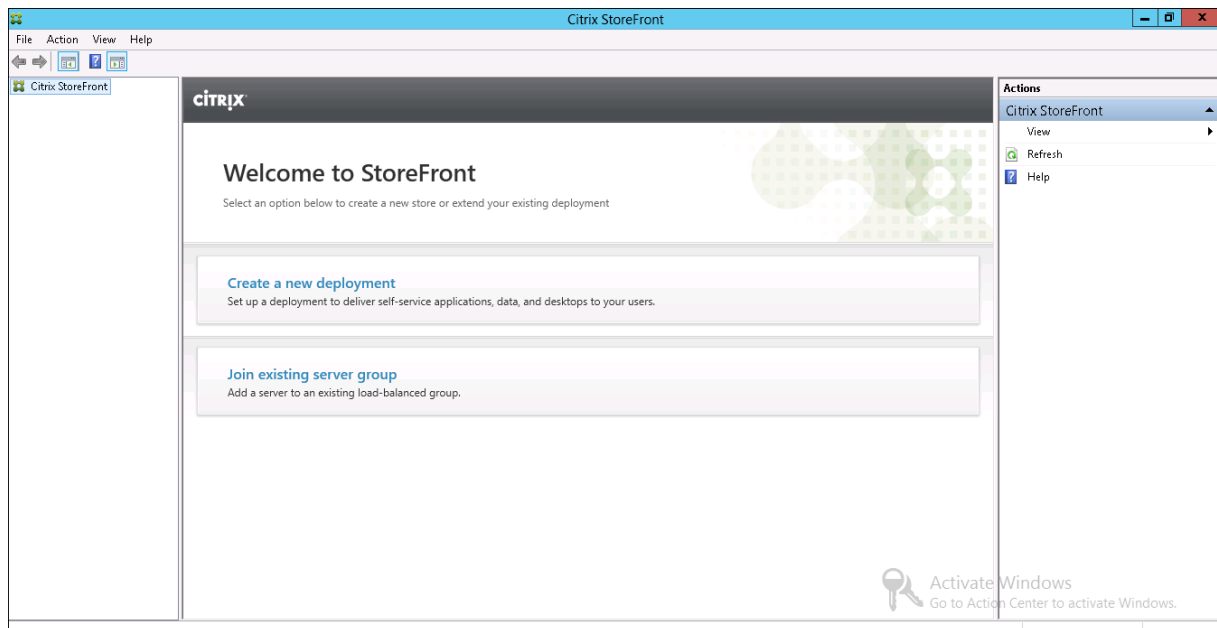 Citrix StoreFront
File Action View Help
Citrix StoreFront
CİTRIX
Welcome to StoreFront
Select an option below to create a new store or extend your existing deployment
Create a new deployment
Set up a deployment to deliver self-service applications, data, and desktops to your users.
Join existing server group
Add a server to an existing load-balanced group.
Actions
Citrix StoreFront
View
Refresh
Help
Activate Windows
Go to Action Center to activate Windows.